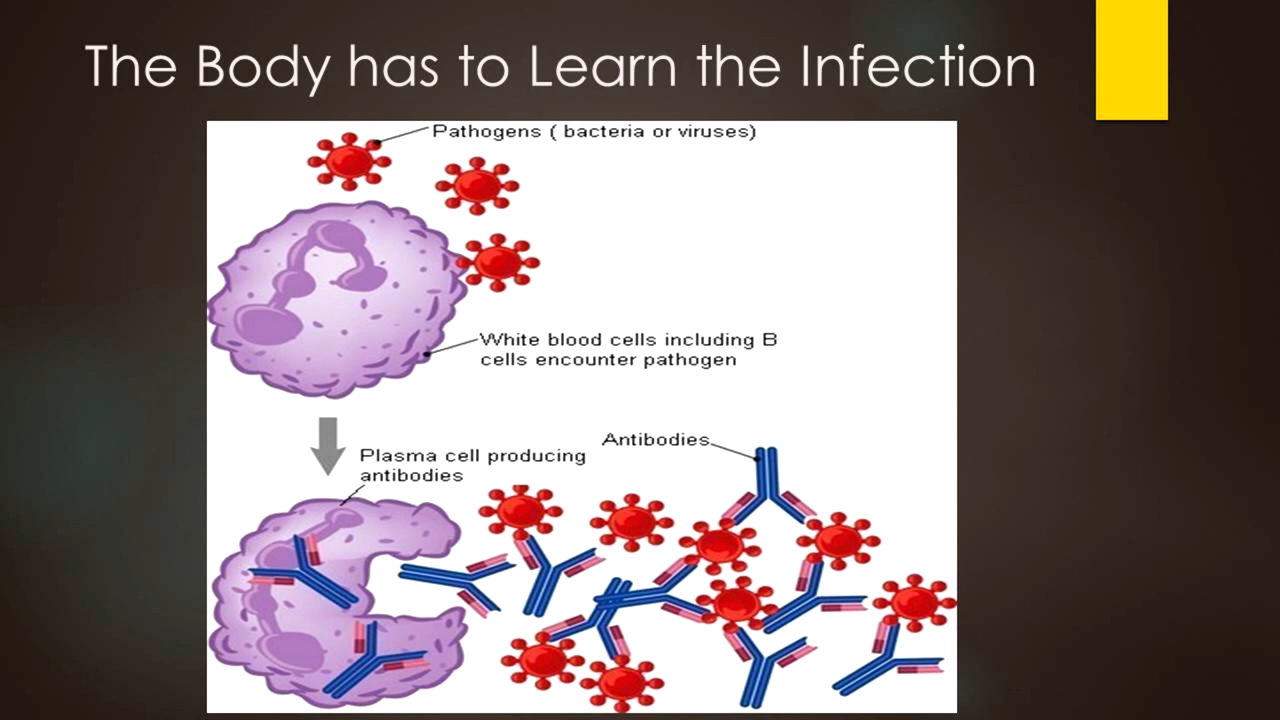 The Body has to Learn the Infection
Pathogens ( bacteria or viruses)
White blood cells including B
cells encounter pathogen
Antibodies
Plasma cell producing
antibodies